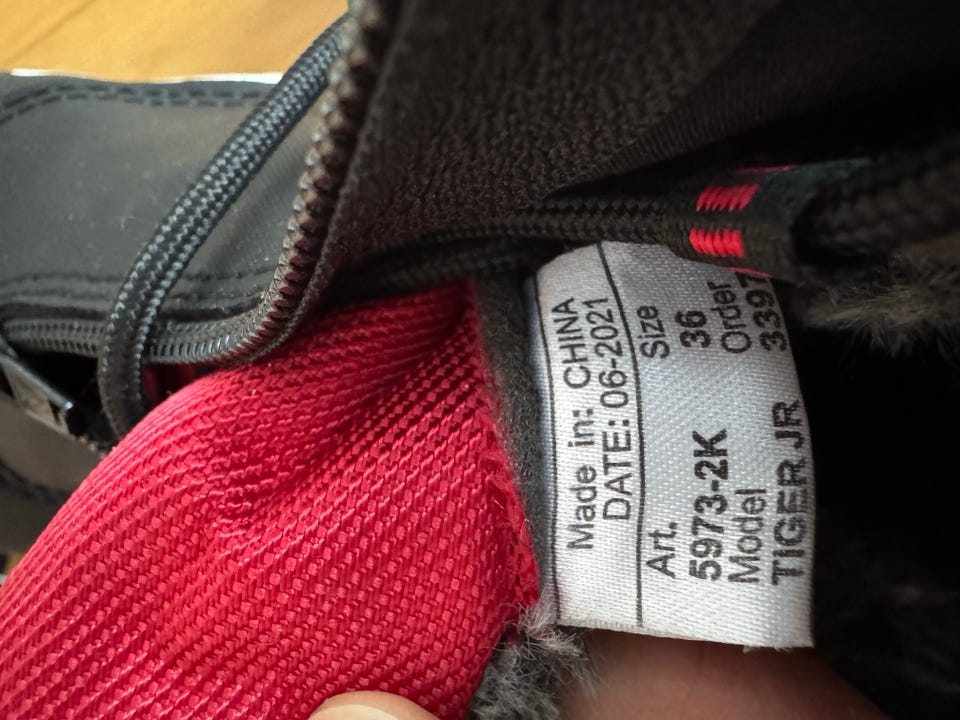 Made in: CHINA
DATE: 06-2021
Art. Size
5973-2K 36
Model Order
TIGER JR 3397